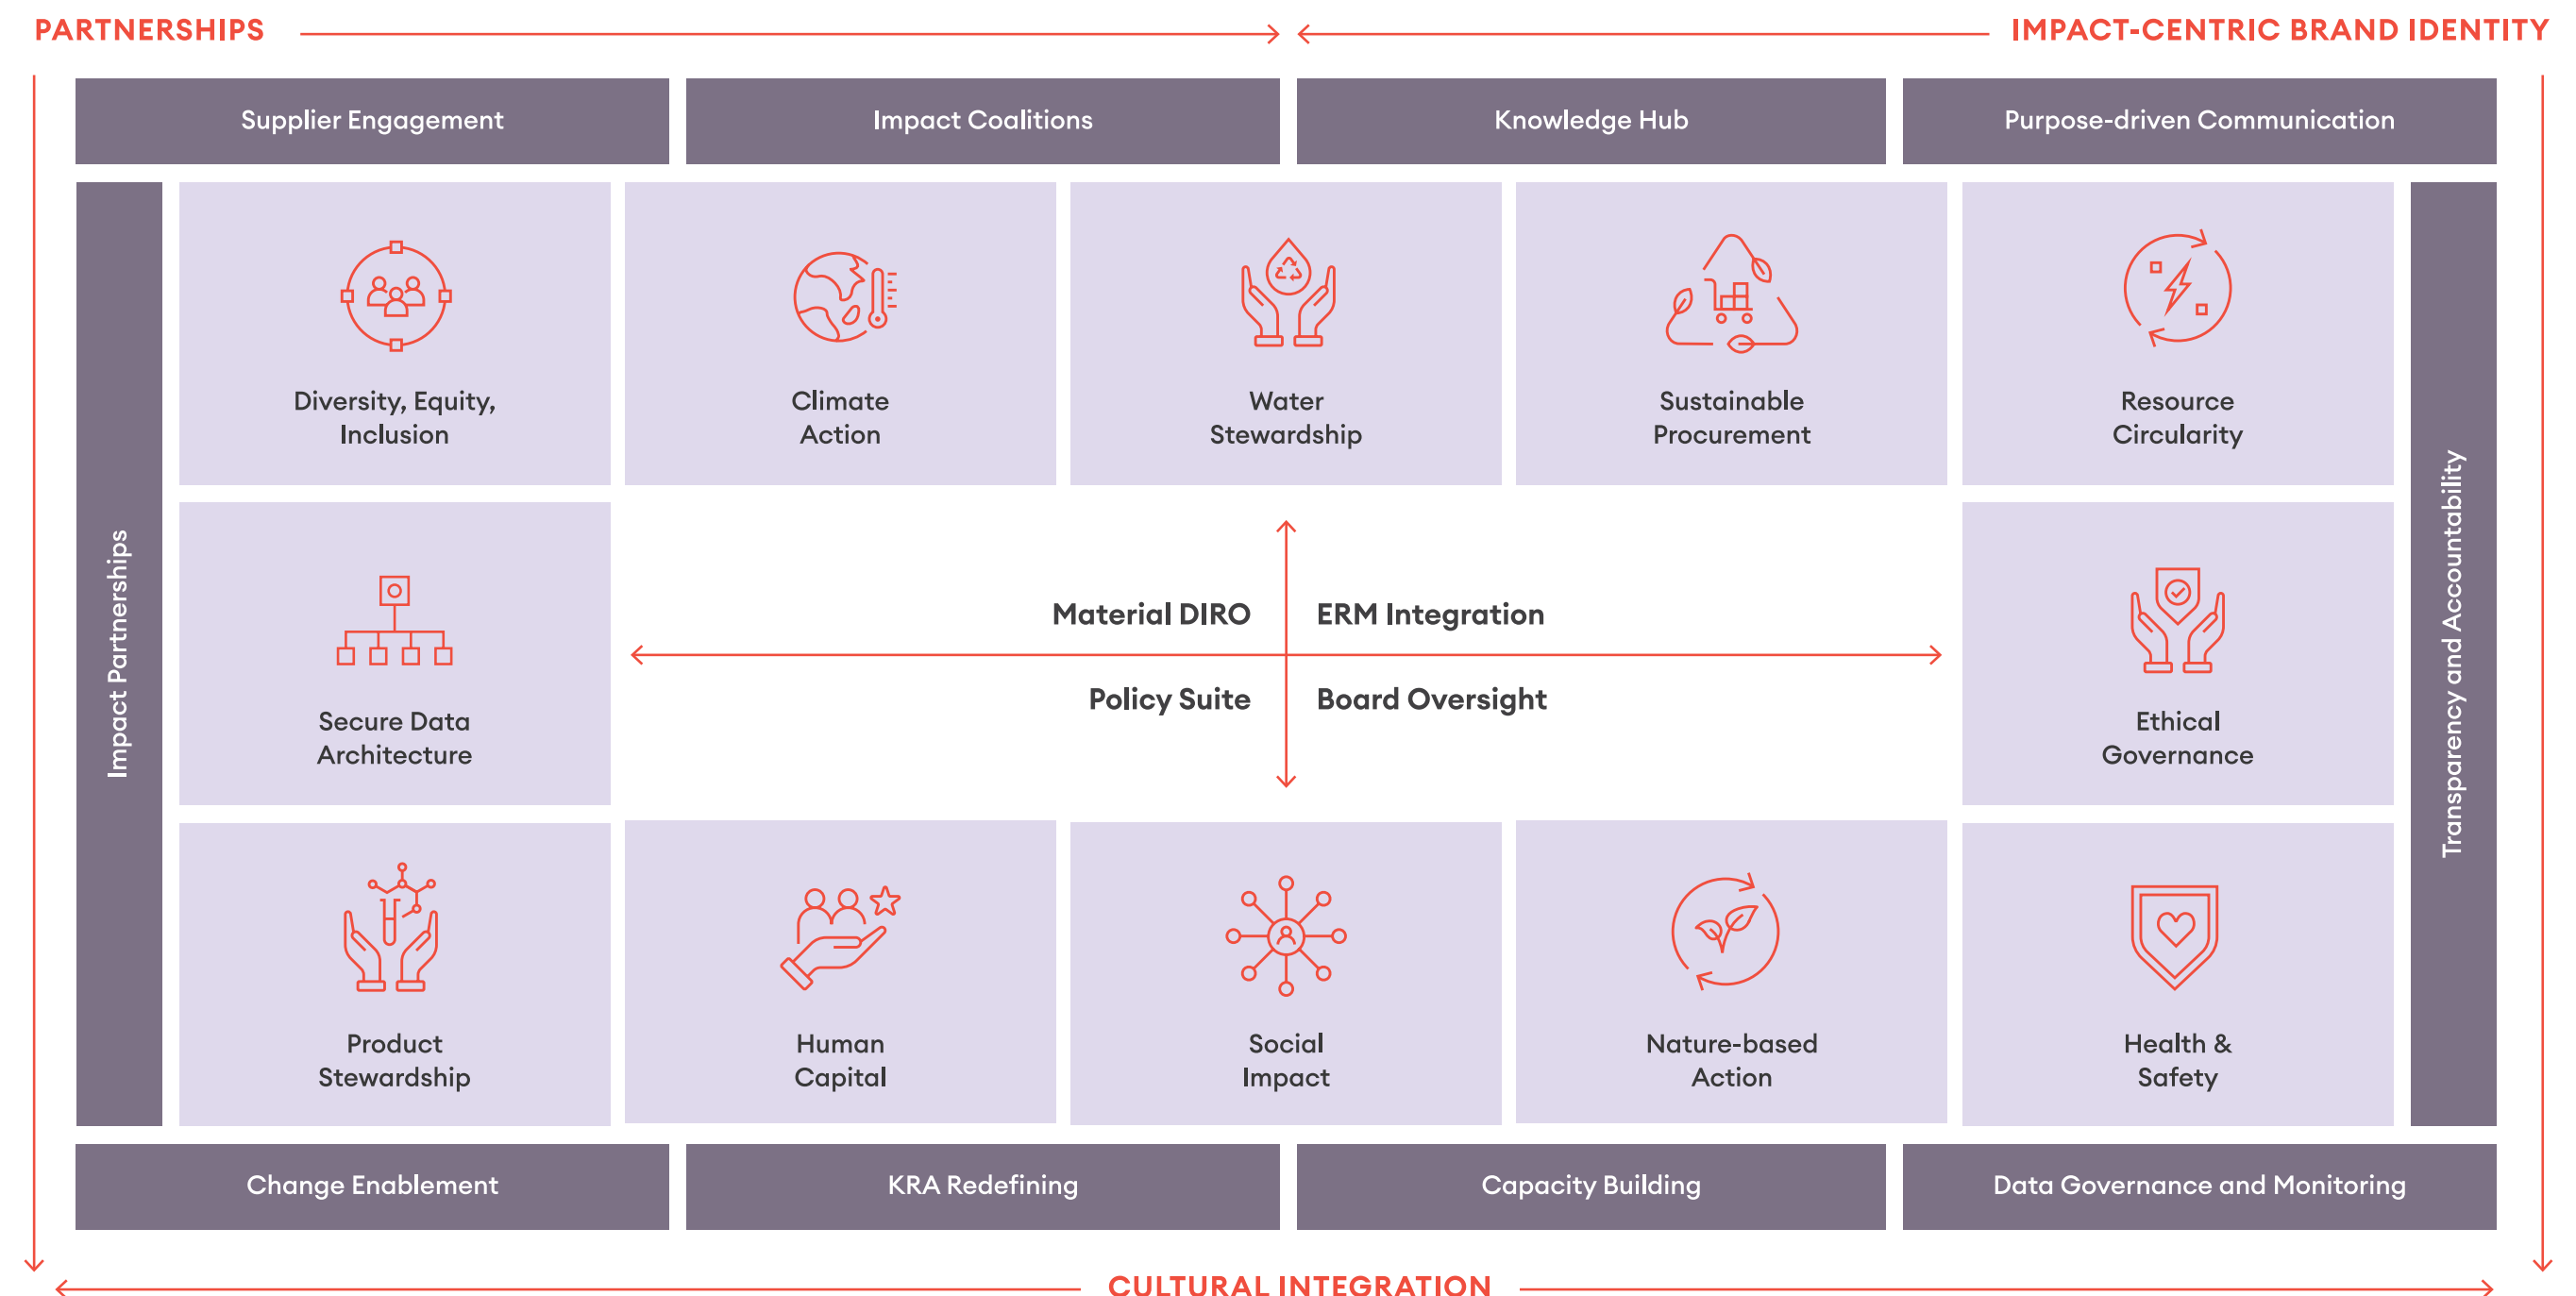 PARTNERSHIPS
IMPACT-CENTRIC BRAND IDENTITY
Supplier Engagement
Impact Coalitions
Knowledge Hub
Purpose-driven Communication
Impact Partnerships
Diversity, Equity,
Inclusion
Climate
Action
Water
Stewardship
Sustainable
Procurement
Resource
Circularity
Transparency and Accountability
Secure Data
Architecture
Material DIRO
ERM Integration
Policy Suite
Board Oversight
Ethical
Governance
Product
Stewardship
Human
Capital
Social
Impact
Nature-based
Action
Health &
Safety
Change Enablement
KRA Redefining
Capacity Building
Data Governance and Monitoring
CULTURAL INTEGRATION